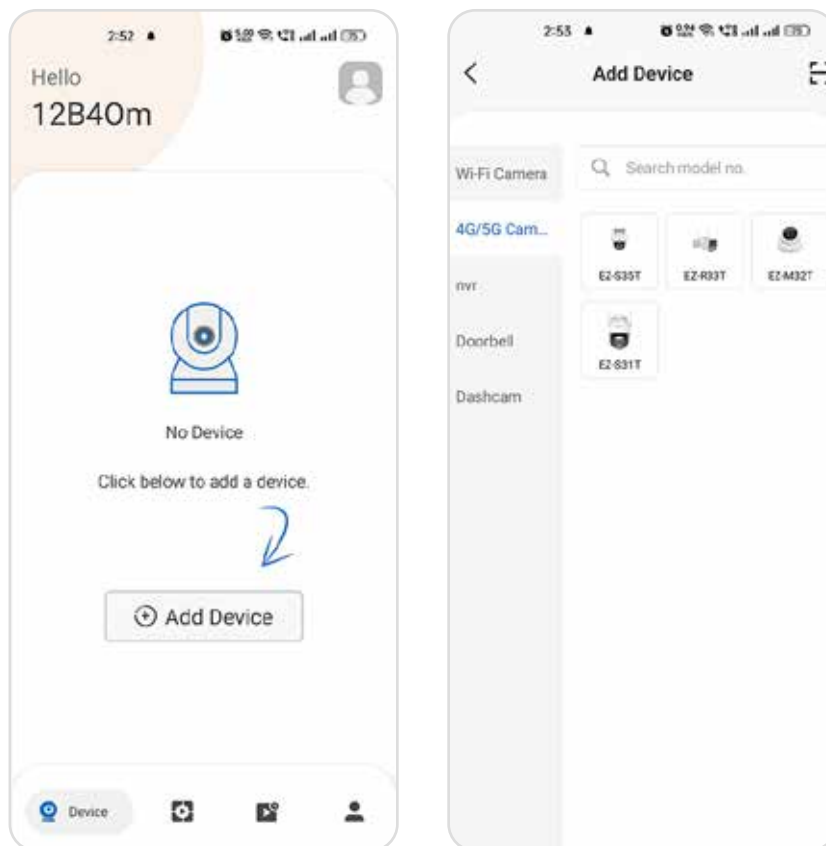 2:52
Hello
12B4Om
No Device
Click below to add a device.
Add Device
Device
2:53
Add Device
Wi-Fi Camera
Search model no.
4G/5G Cam...
EZ-S35T
EZ-R33T
EZ-M32T
nvr
Doorbell
EZ-S31T
Dashcam